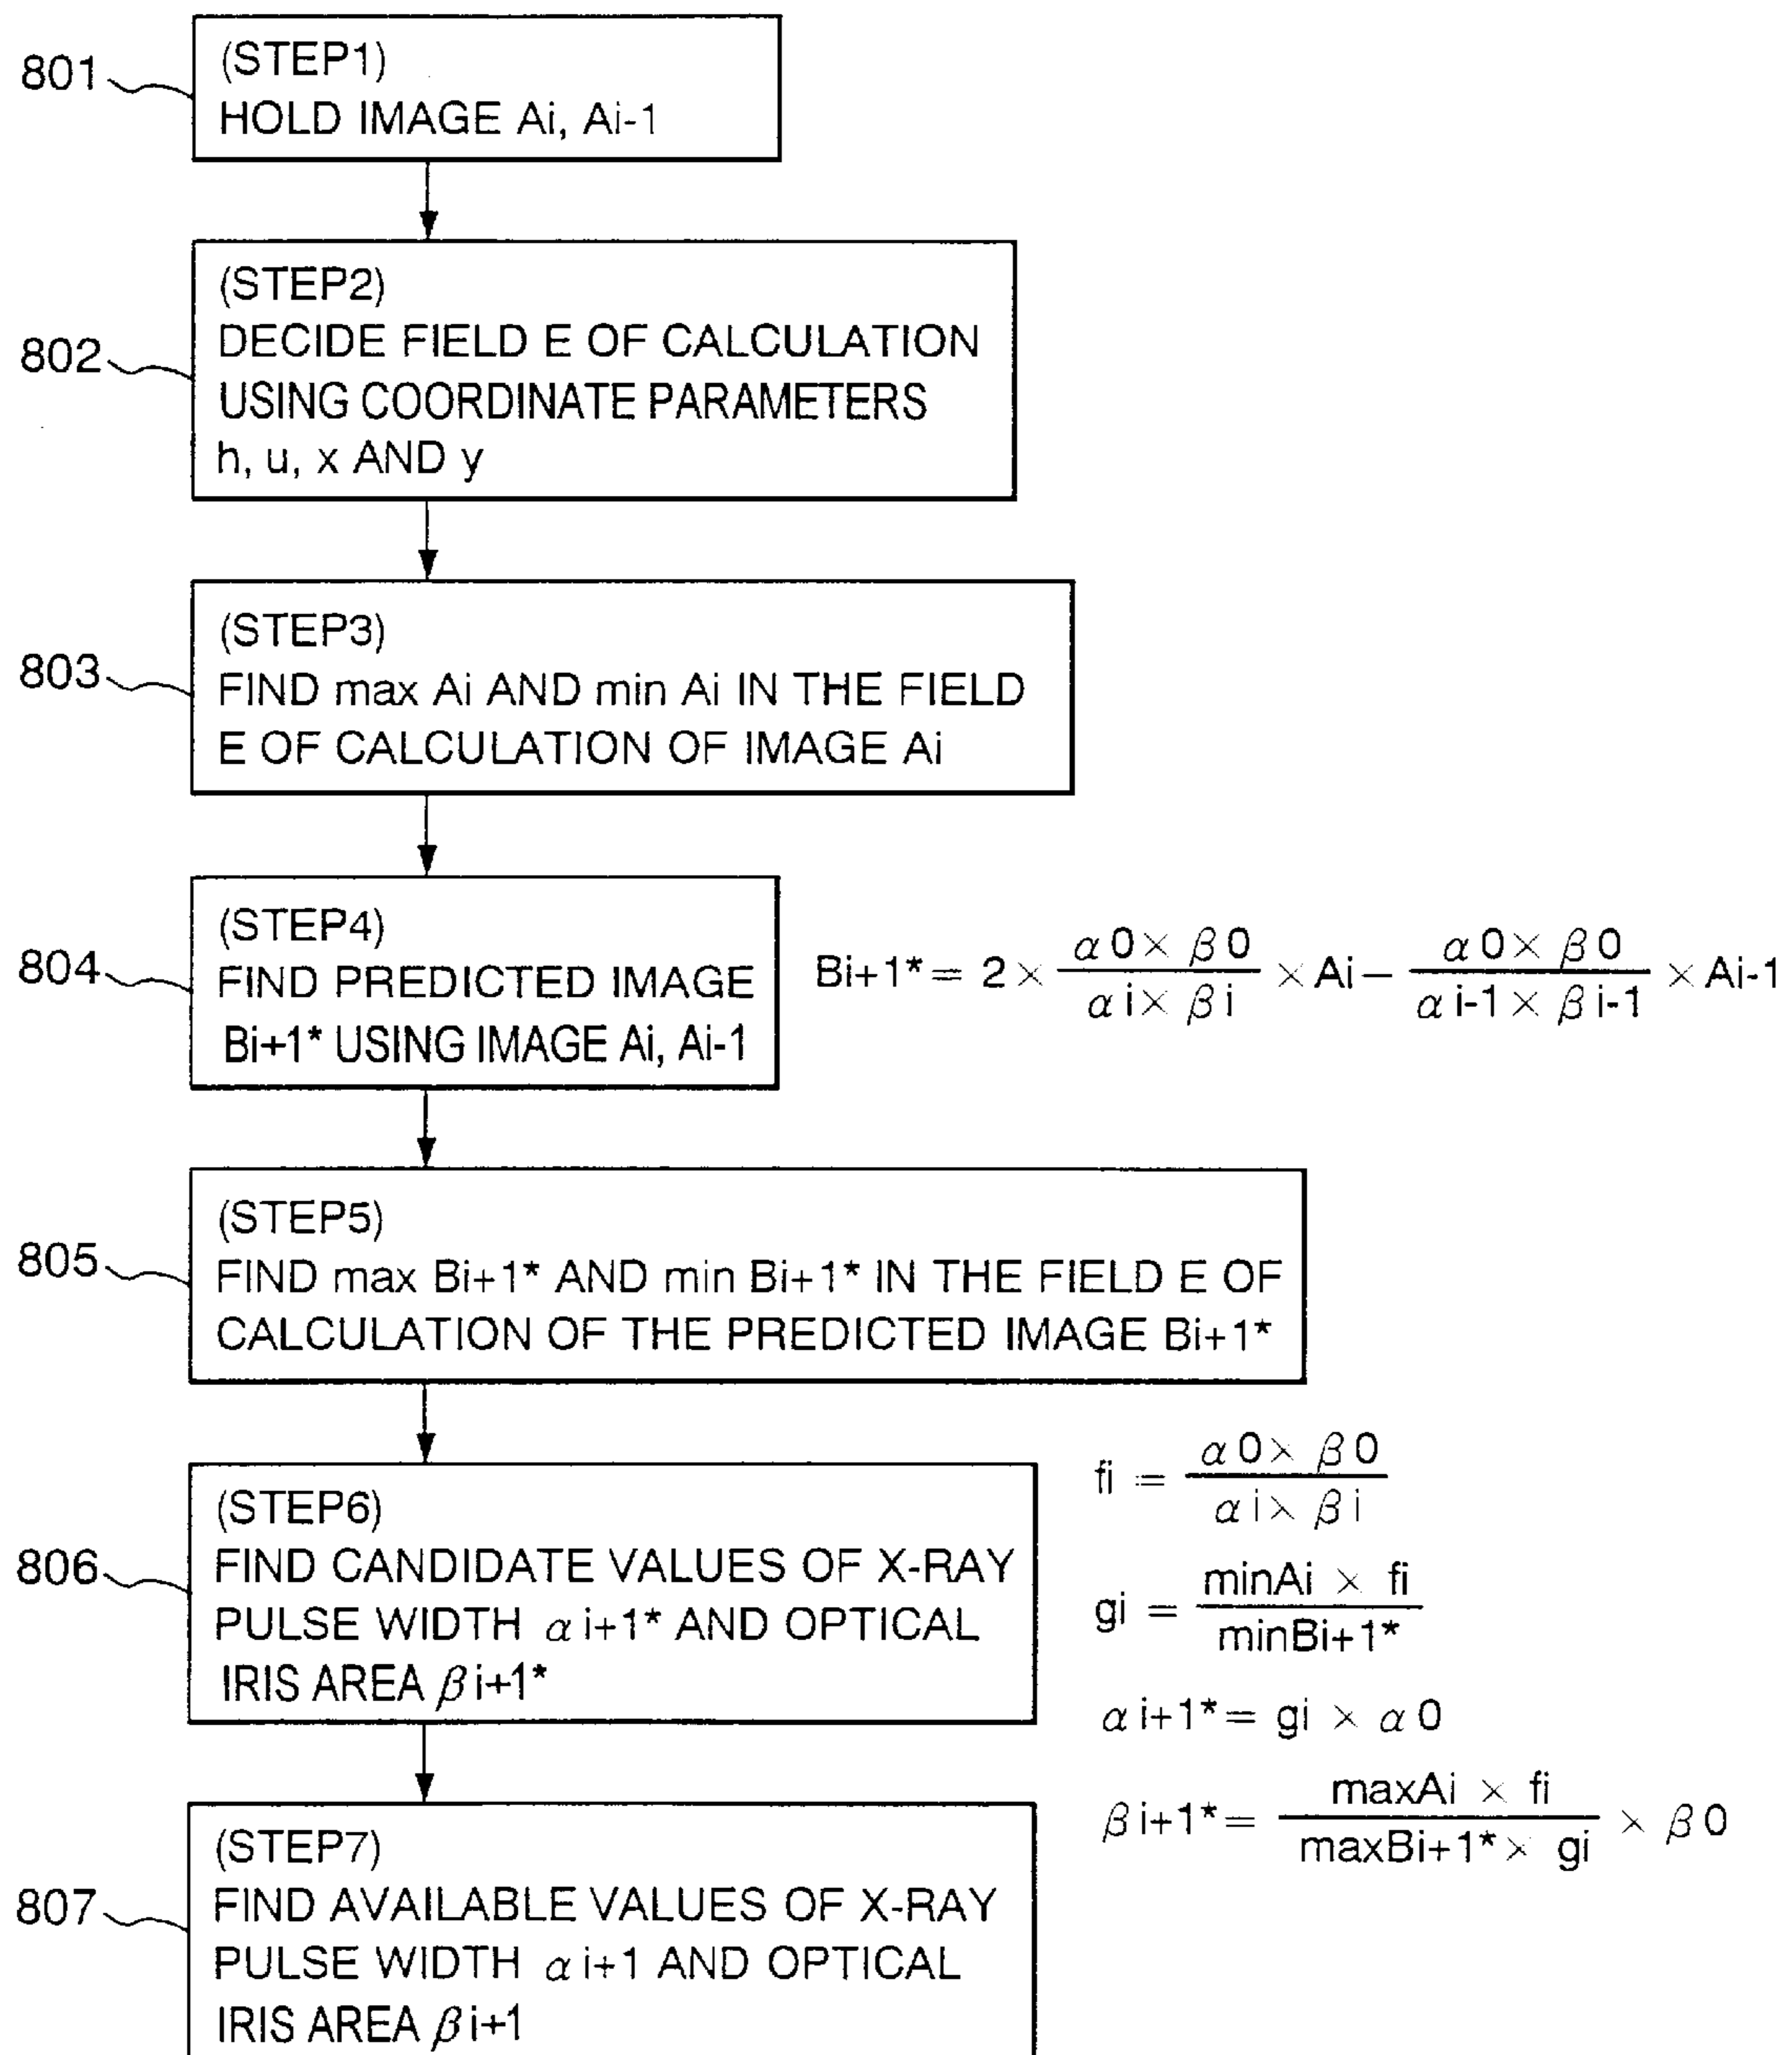 801
(STEP1)
HOLD IMAGE Ai, Ai-1
802
(STEP2)
DECIDE FIELD E OF CALCULATION
USING COORDINATE PARAMETERS
h, u, x AND y
803
(STEP3)
FIND max Ai AND min Ai IN THE FIELD
E OF CALCULATION OF IMAGE Ai
804
(STEP4)
FIND PREDICTED IMAGE
Bi+1* USING IMAGE Ai, Ai-1
Bi+1* = 2 × (α0 × β0)/(αi × βi) × Ai − (α0 × β0)/(αi-1 × βi-1) × Ai-1
805
(STEP5)
FIND max Bi+1* AND min Bi+1* IN THE FIELD E OF
CALCULATION OF THE PREDICTED IMAGE Bi+1*
806
(STEP6)
FIND CANDIDATE VALUES OF X-RAY
PULSE WIDTH αi+1* AND OPTICAL
IRIS AREA βi+1*
fi = (α0 × β0)/(αi × βi)
gi = (minAi × fi)/(minBi+1*)
αi+1* = gi × α0
βi+1* = (maxAi × fi)/(maxBi+1* × gi) × β0
807
(STEP7)
FIND AVAILABLE VALUES OF X-RAY
PULSE WIDTH αi+1 AND OPTICAL
IRIS AREA βi+1